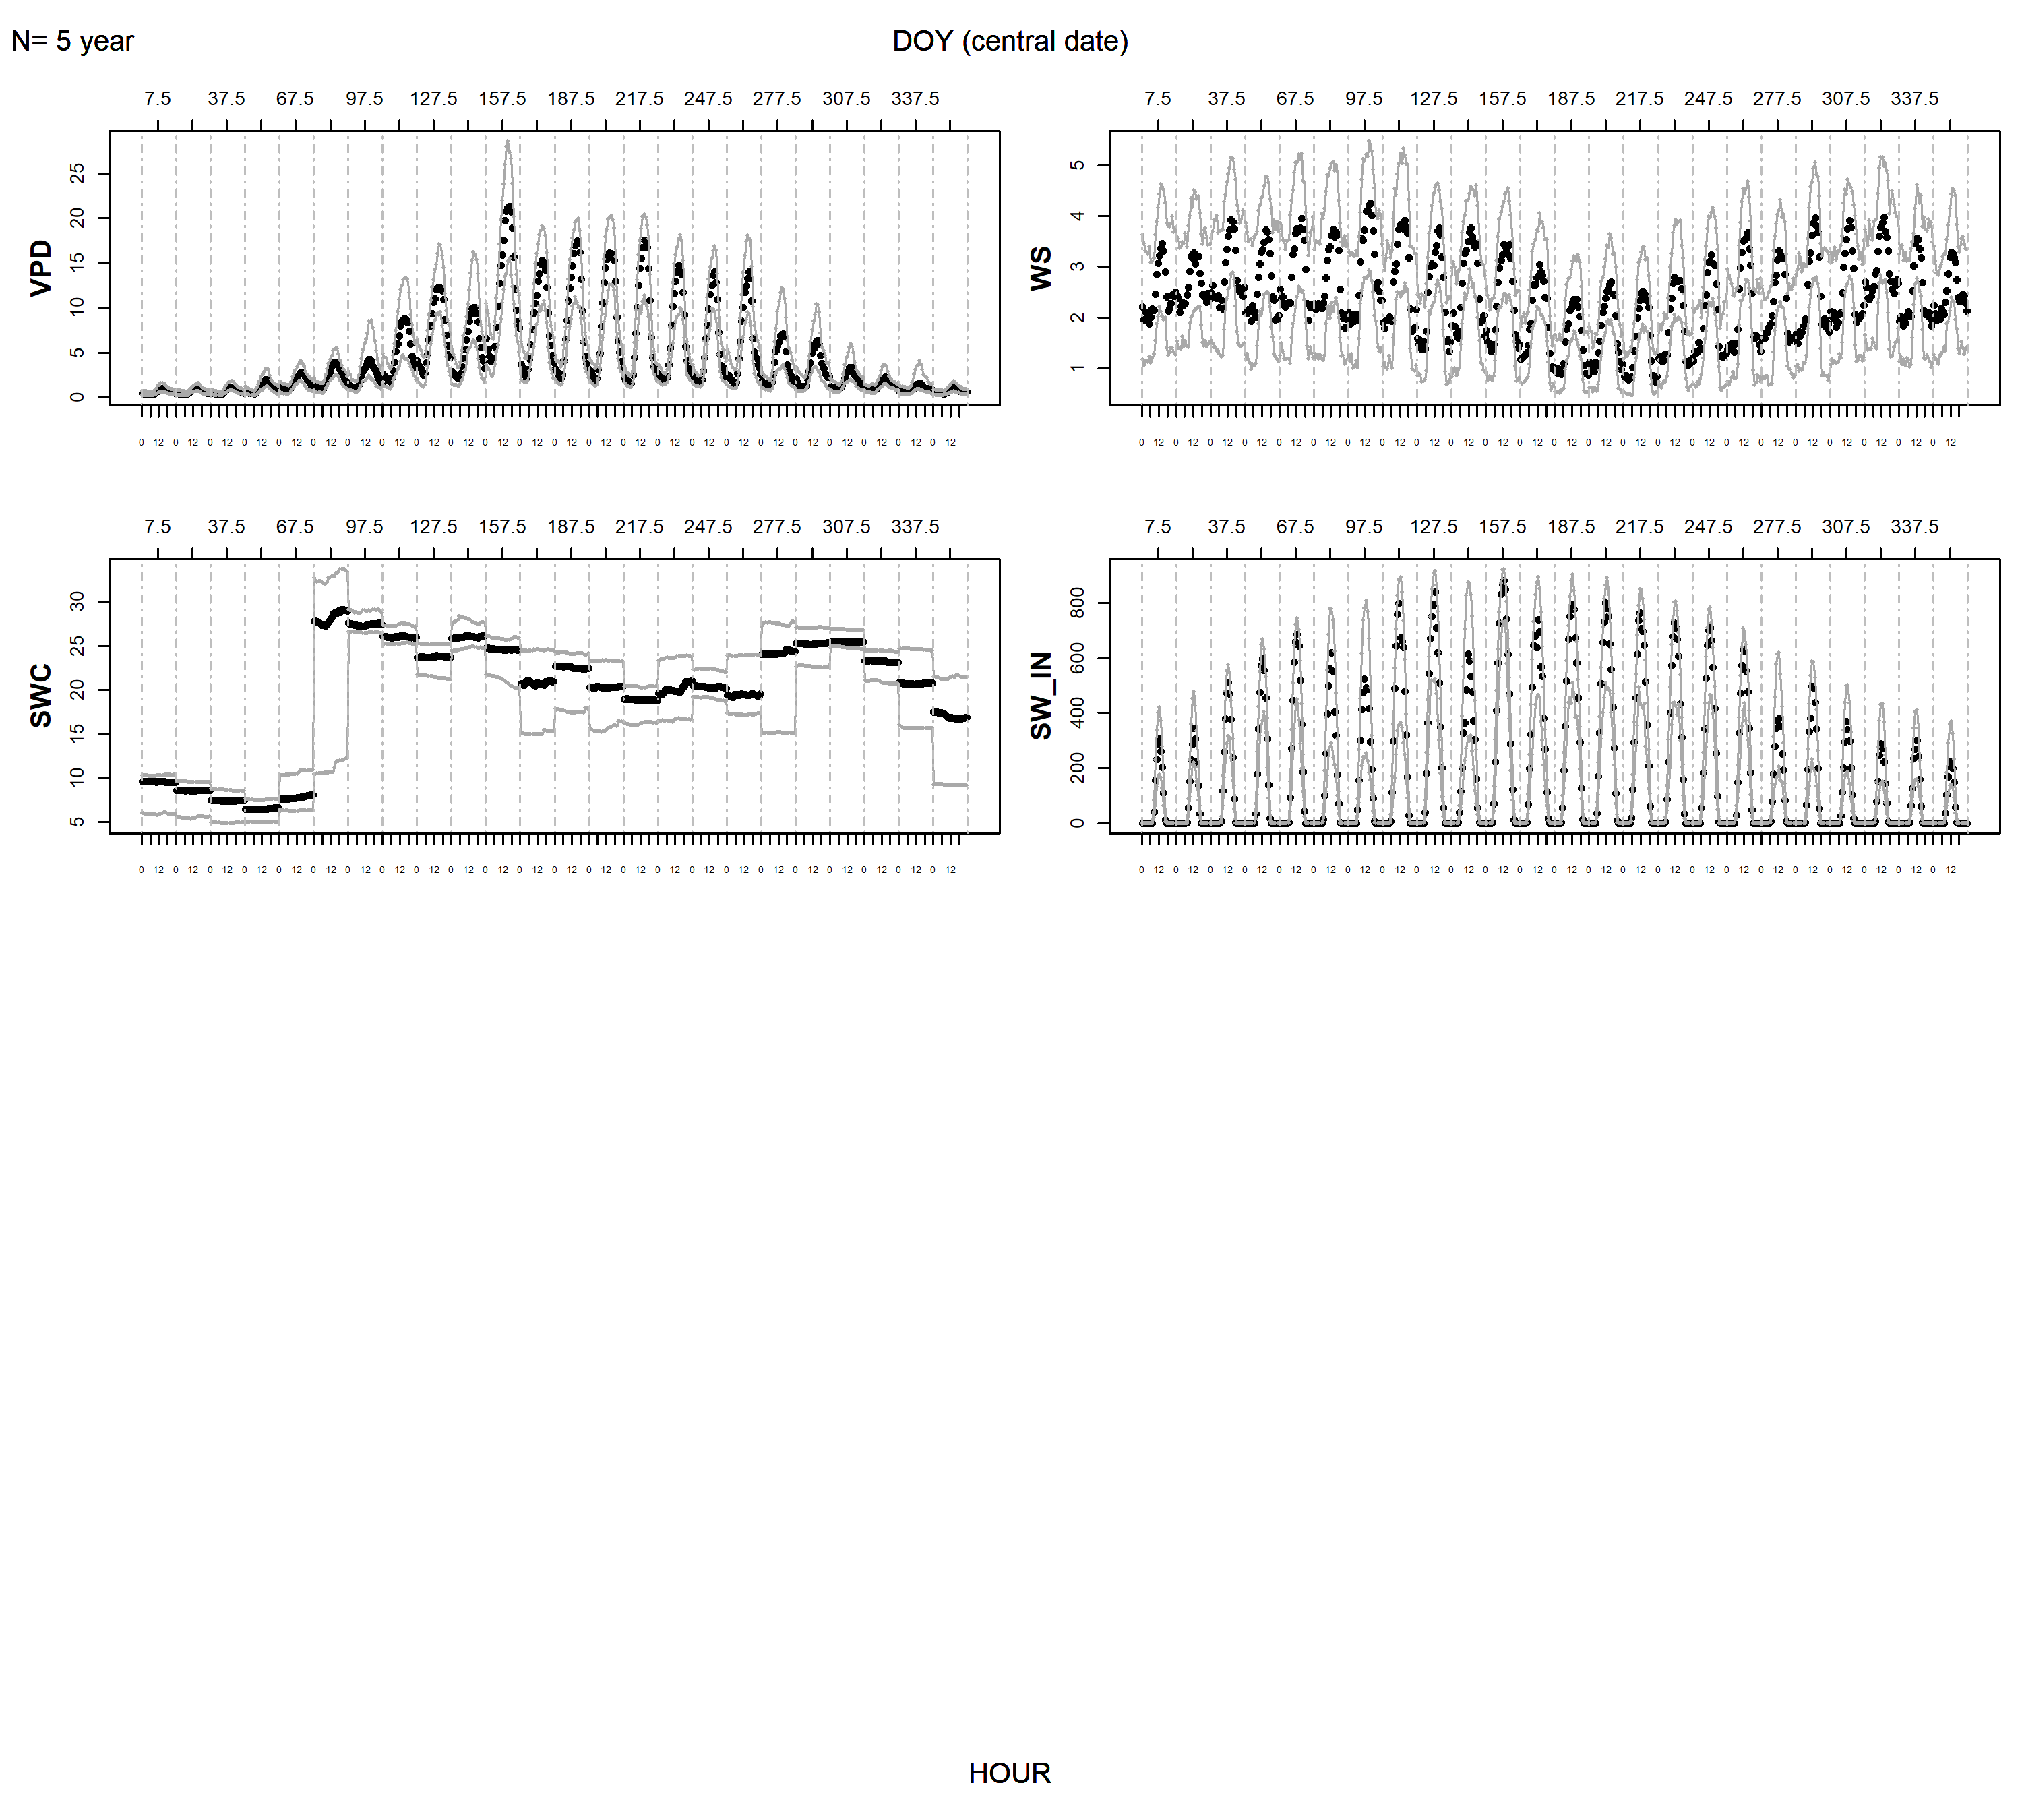 N= 5 year
DOY (central date)
7.5 37.5 67.5 97.5 127.5 157.5 187.5 217.5 247.5 277.5 307.5 337.5
VPD
0 5 10 15 20 25
0 12 0 12 0 12 0 12 0 12 0 12 0 12 0 12 0 12 0 12 0 12 0 12 0 12 0 12 0 12 0 12 0 12 0 12 0 12 0 12 0 12 0 12 0 12 0 12
7.5 37.5 67.5 97.5 127.5 157.5 187.5 217.5 247.5 277.5 307.5 337.5
WS
1 2 3 4 5
0 12 0 12 0 12 0 12 0 12 0 12 0 12 0 12 0 12 0 12 0 12 0 12 0 12 0 12 0 12 0 12 0 12 0 12 0 12 0 12 0 12 0 12 0 12 0 12
7.5 37.5 67.5 97.5 127.5 157.5 187.5 217.5 247.5 277.5 307.5 337.5
SWC
5 10 15 20 25 30
0 12 0 12 0 12 0 12 0 12 0 12 0 12 0 12 0 12 0 12 0 12 0 12 0 12 0 12 0 12 0 12 0 12 0 12 0 12 0 12 0 12 0 12 0 12 0 12
7.5 37.5 67.5 97.5 127.5 157.5 187.5 217.5 247.5 277.5 307.5 337.5
SW_IN
0 200 400 600 800
0 12 0 12 0 12 0 12 0 12 0 12 0 12 0 12 0 12 0 12 0 12 0 12 0 12 0 12 0 12 0 12 0 12 0 12 0 12 0 12 0 12 0 12 0 12 0 12
HOUR